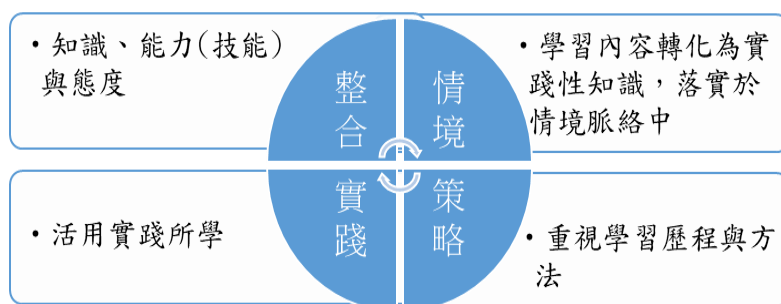 ・知識、能力(技能)
與態度
整合
情境
・學習內容轉化為實
踐性知識，落實於
情境脈絡中
・活用實踐所學
實踐
策略
・重視學習歷程與方
法